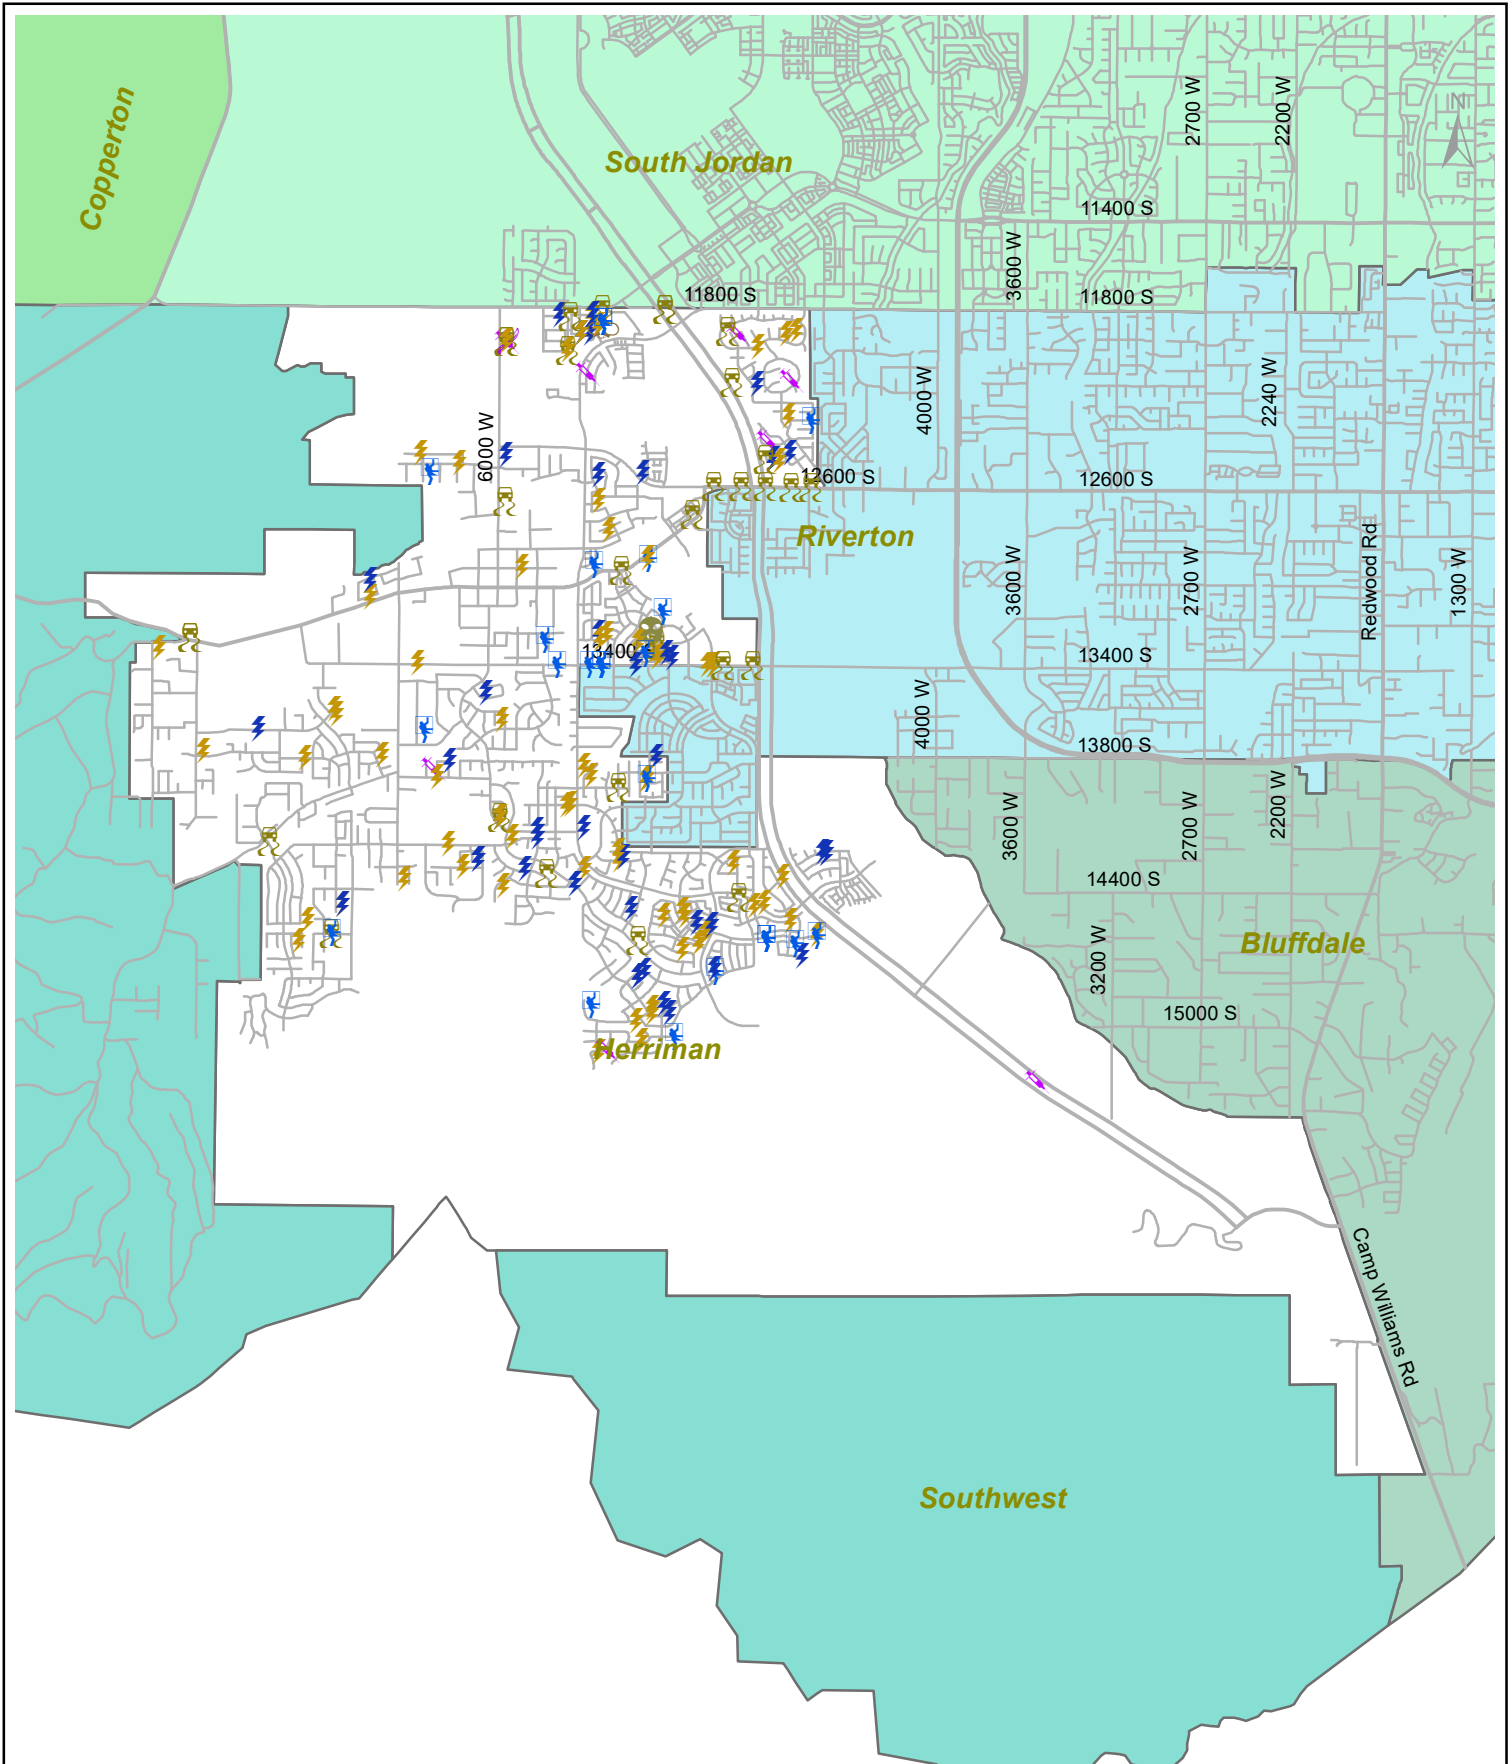 N
2700 W
2200 W
Copperton
South Jordan
11400 S
3600 W
11800 S
11800 S
4000 W
2240 W
6000 W
12600 S
12600 S
Riverton
Redwood Rd
3600 W
2700 W
1300 W
13400 S
13400 S
4000 W
13800 S
3600 W
2700 W
2200 W
14400 S
Bluffdale
3200 W
15000 S
Herriman
Camp Williams Rd
Southwest